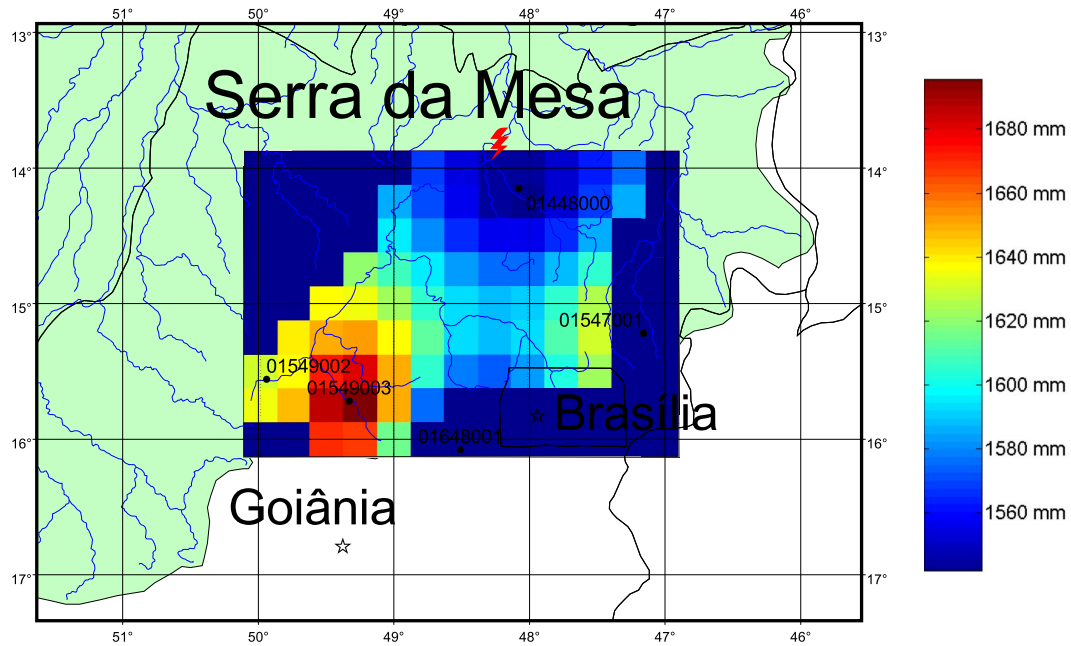 50° 49° 48° 47° 46°
51°
13° 13°
Serra da Mesa
1680 mm
14° 14°
1660 mm
01448000
1640 mm
15° 15°
01547001
1620 mm
01549002
01549003
1600 mm
Brasília
01648001
16° 16°
1580 mm
Goiânia
1560 mm
17° 17°
51° 50° 49° 48° 47° 46°